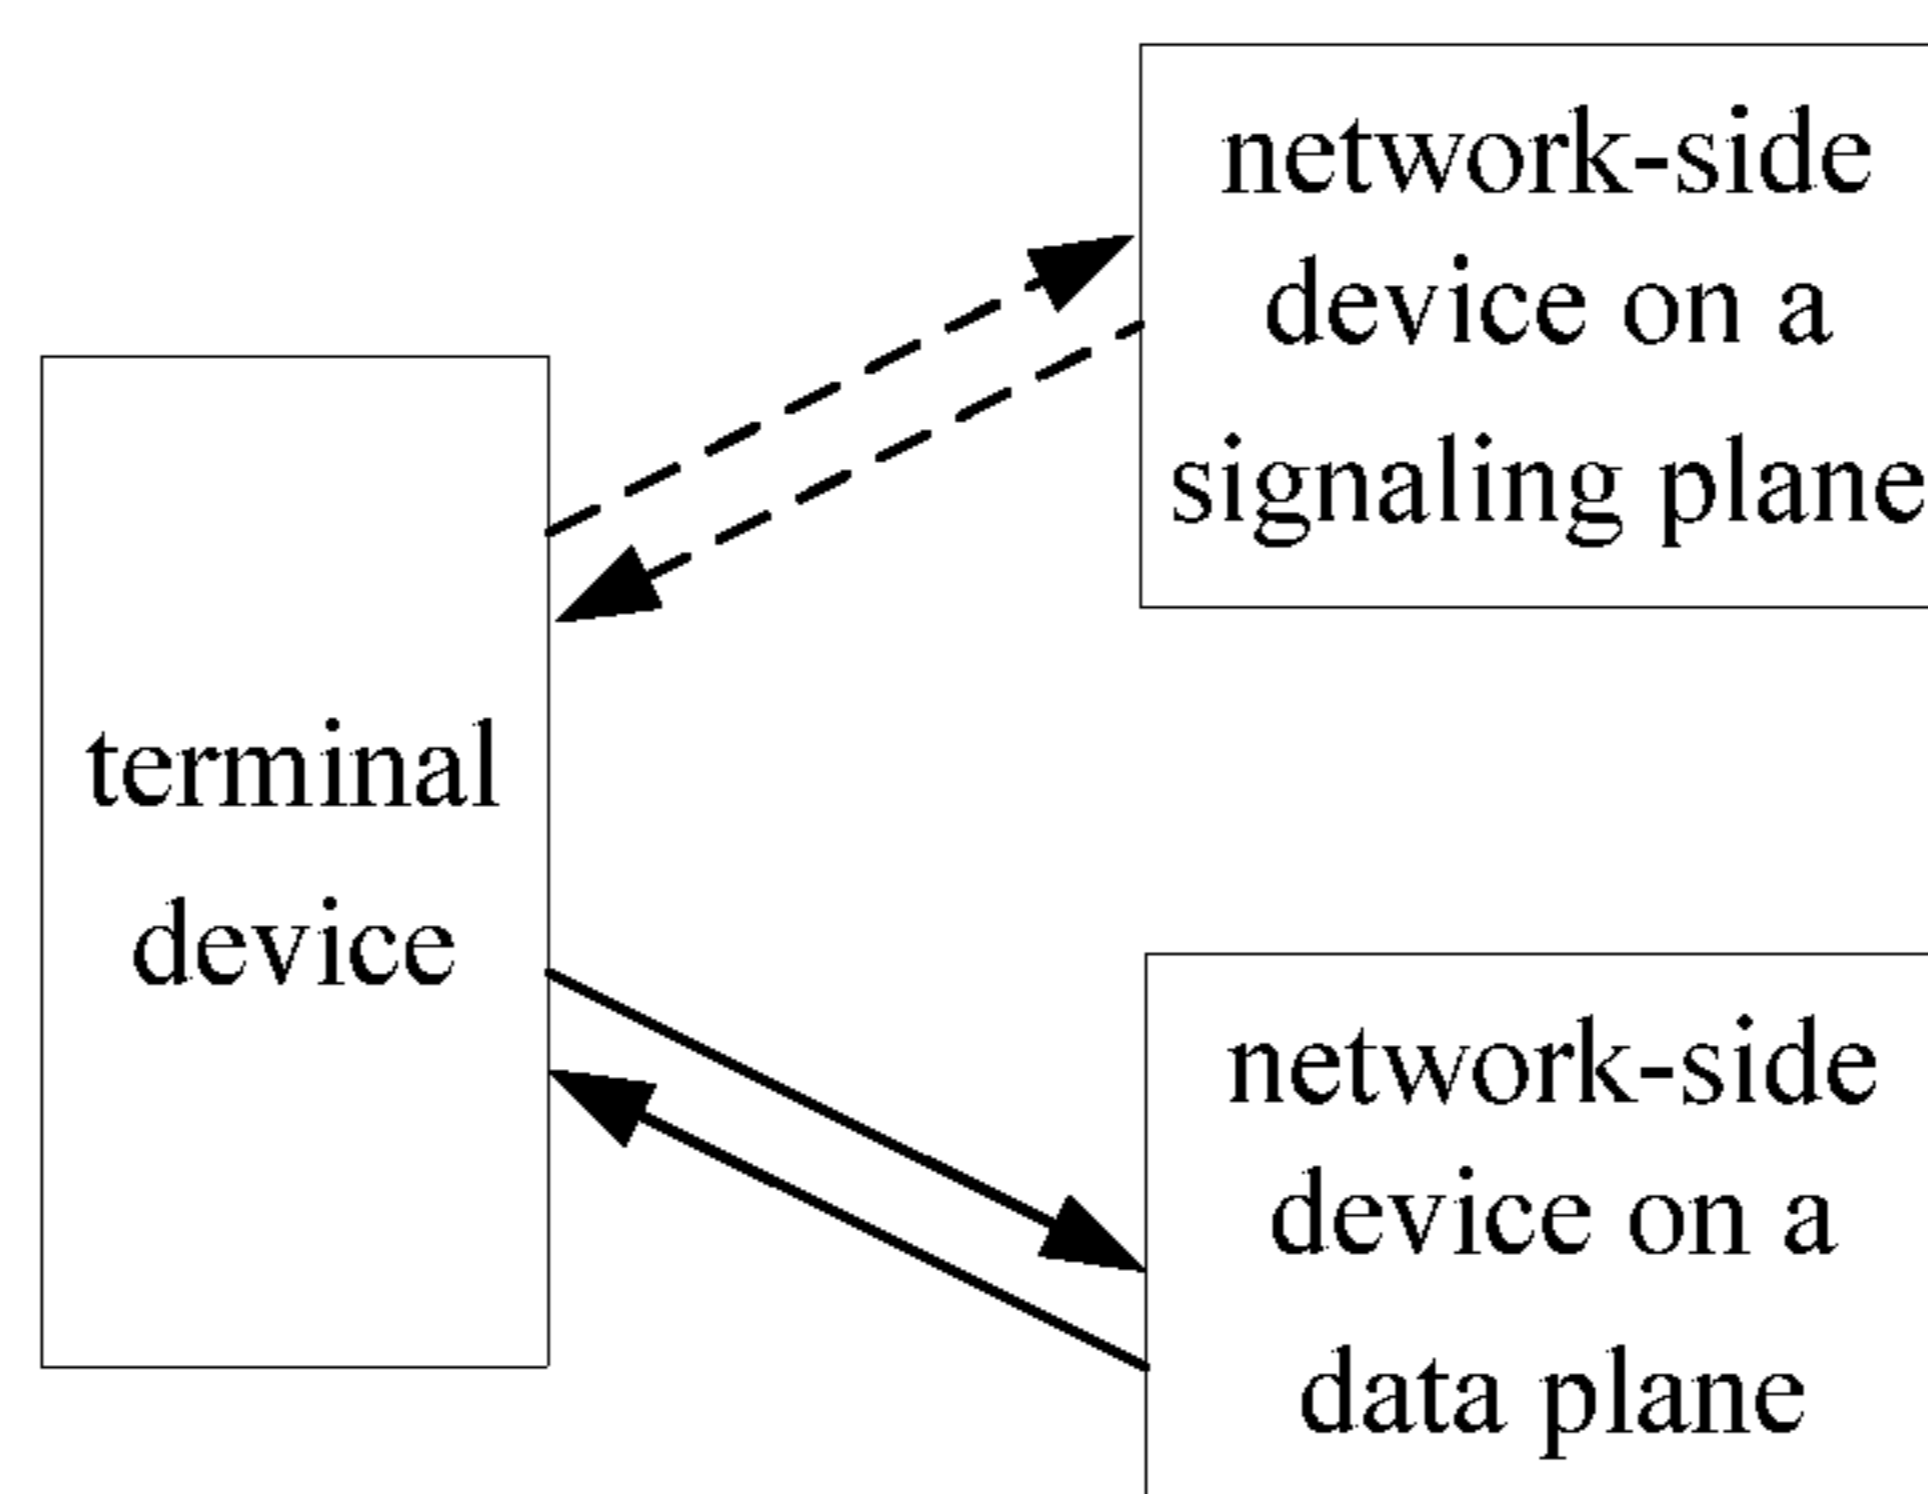 network-side
device on a
signaling plane
terminal
device
network-side
device on a
data plane